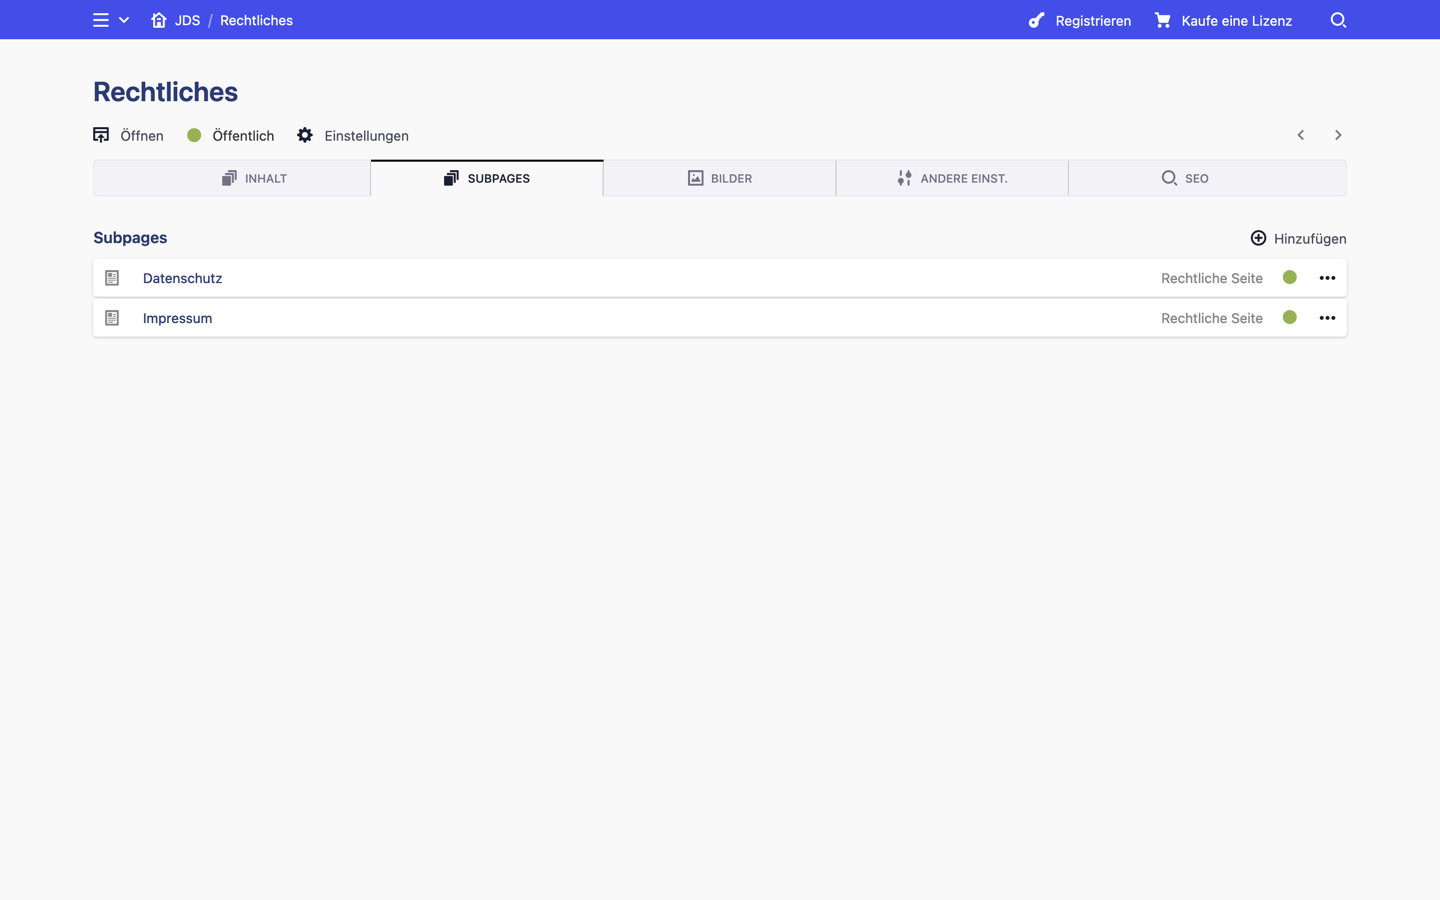 JDS / Rechtliches Registrieren Kaufe eine Lizenz
Rechtliches
Öffnen Öffentlich Einstellungen
INHALT SUBPAGES BILDER ANDERE EINST. SEO
Subpages Hinzufügen
Datenschutz Rechtliche Seite
Impressum Rechtliche Seite